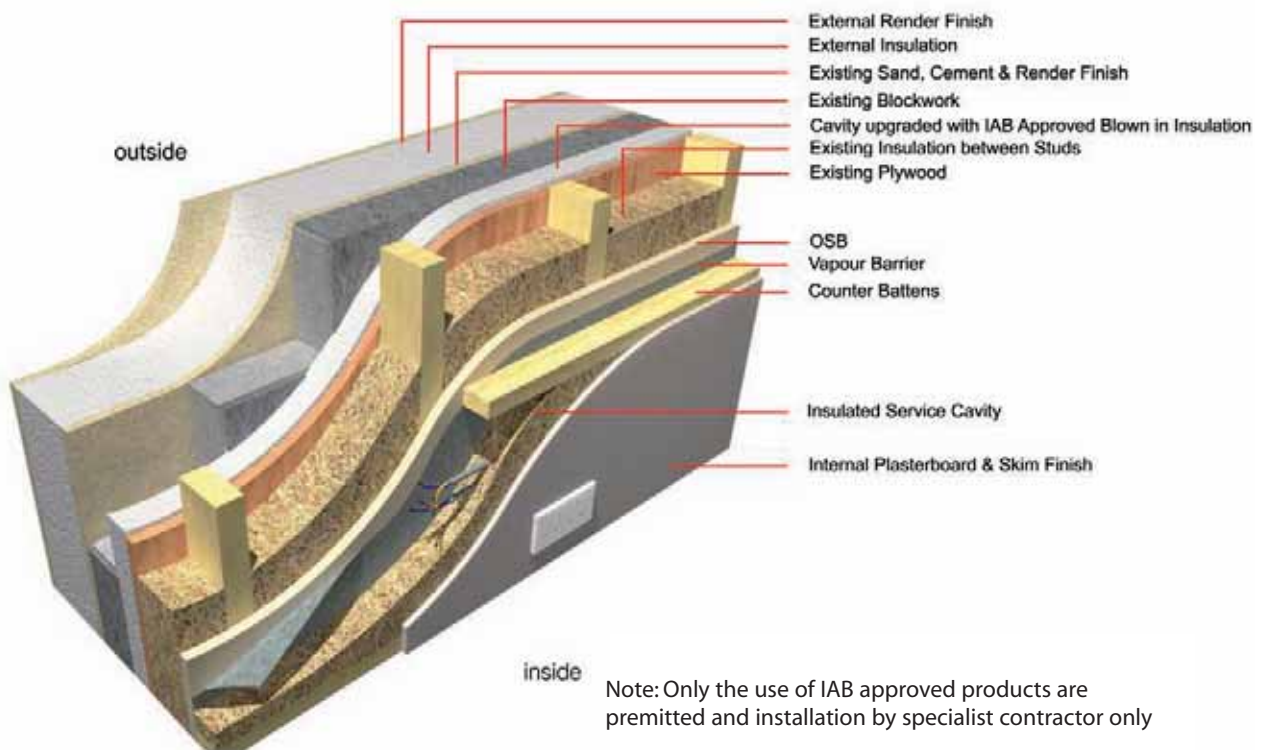 External Render Finish
External Insulation
Existing Sand, Cement & Render Finish
Existing Blockwork
Cavity upgraded with IAB Approved Blown in Insulation
Existing Insulation between Studs
Existing Plywood
outside
OSB
Vapour Barrier
Counter Battens
Insulated Service Cavity
Internal Plasterboard & Skim Finish
inside
Note: Only the use of IAB approved products are
premitted and installation by specialist contractor only